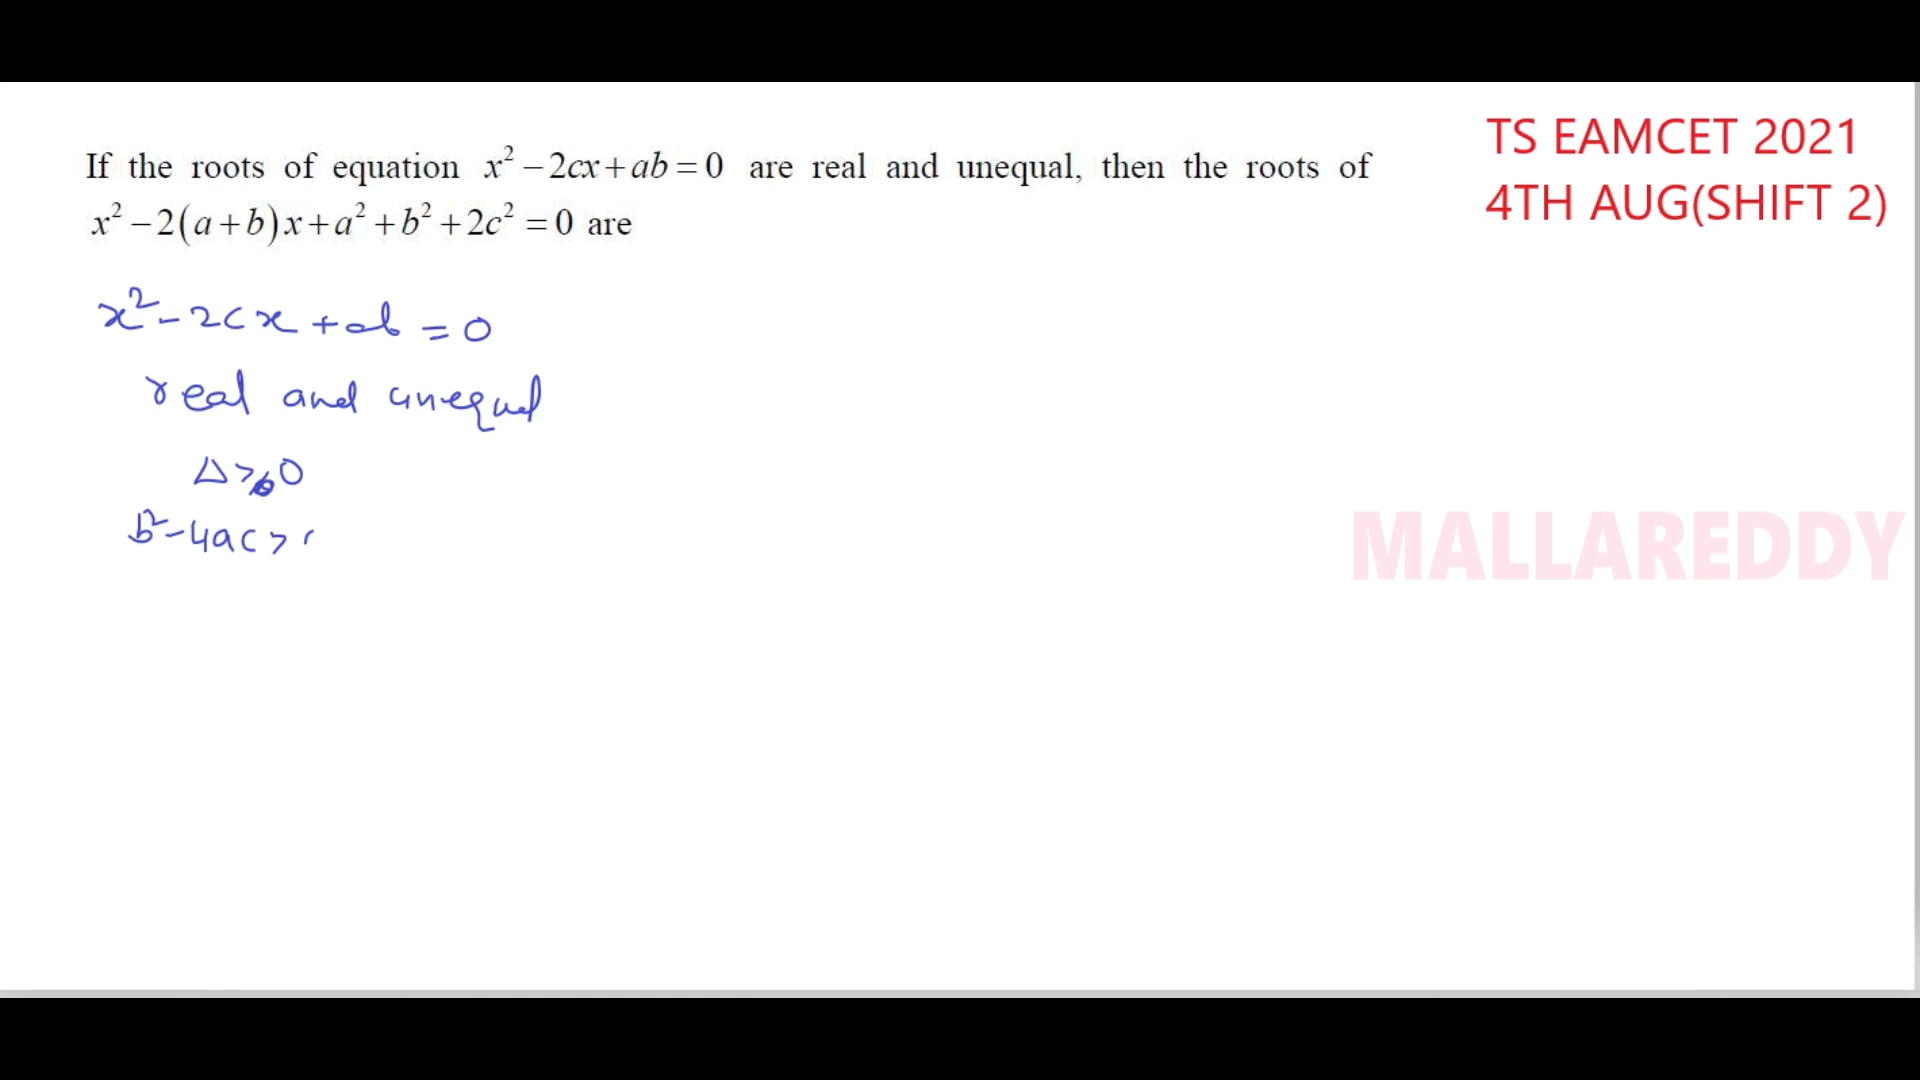 If the roots of equation x² − 2cx + ab = 0 are real and unequal, then the roots of
x² − 2(a + b)x + a² + b² + 2c² = 0 are
TS EAMCET 2021
4TH AUG(SHIFT 2)
x² - 2cx + ab = 0
real and unequal
Δ > 0
b² - 4ac >
MALLAREDDY